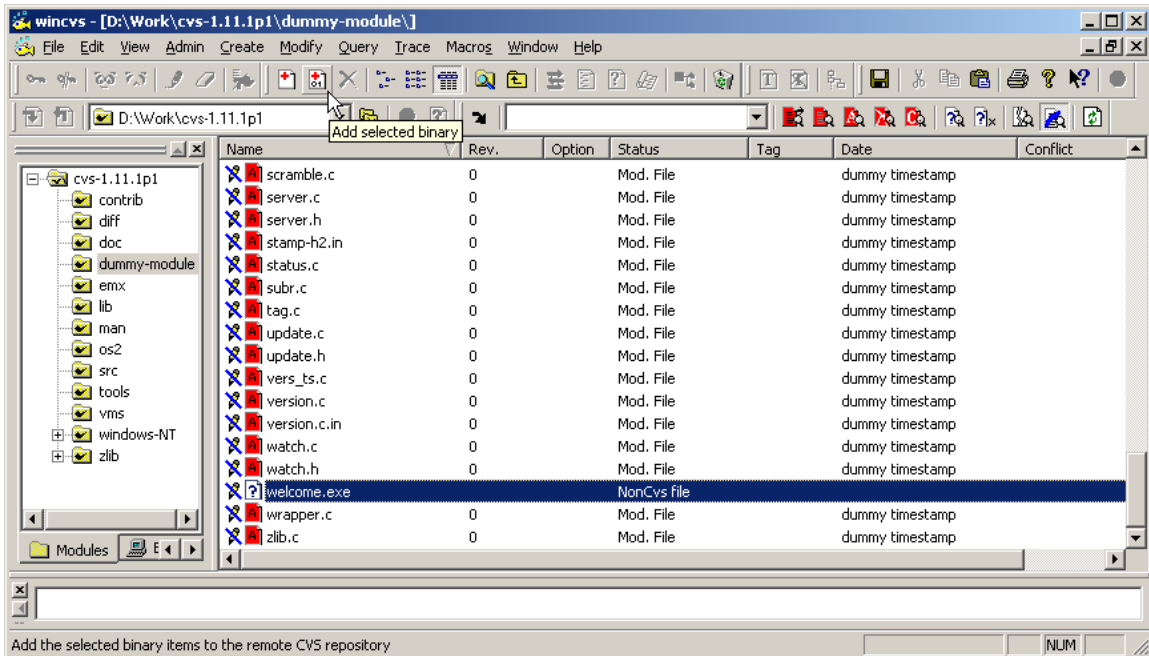 wincvs - [D:\Work\cvs-1.11.1p1\dummy-module\]
File Edit View Admin Create Modify Query Trace Macros Window Help
D:\Work\cvs-1.11.1p1
Add selected binary
Name Rev. Option Status Tag Date Conflict
cvs-1.11.1p1
contrib
diff
doc
dummy-module
emx
lib
man
os2
src
tools
vms
windows-NT
zlib
Modules
scramble.c 0 Mod. File dummy timestamp
server.c 0 Mod. File dummy timestamp
server.h 0 Mod. File dummy timestamp
stamp-h2.in 0 Mod. File dummy timestamp
status.c 0 Mod. File dummy timestamp
subr.c 0 Mod. File dummy timestamp
tag.c 0 Mod. File dummy timestamp
update.c 0 Mod. File dummy timestamp
update.h 0 Mod. File dummy timestamp
vers_ts.c 0 Mod. File dummy timestamp
version.c 0 Mod. File dummy timestamp
version.c.in 0 Mod. File dummy timestamp
watch.c 0 Mod. File dummy timestamp
watch.h 0 Mod. File dummy timestamp
welcome.exe NonCvs file
wrapper.c 0 Mod. File dummy timestamp
zlib.c 0 Mod. File dummy timestamp
Add the selected binary items to the remote CVS repository
NUM